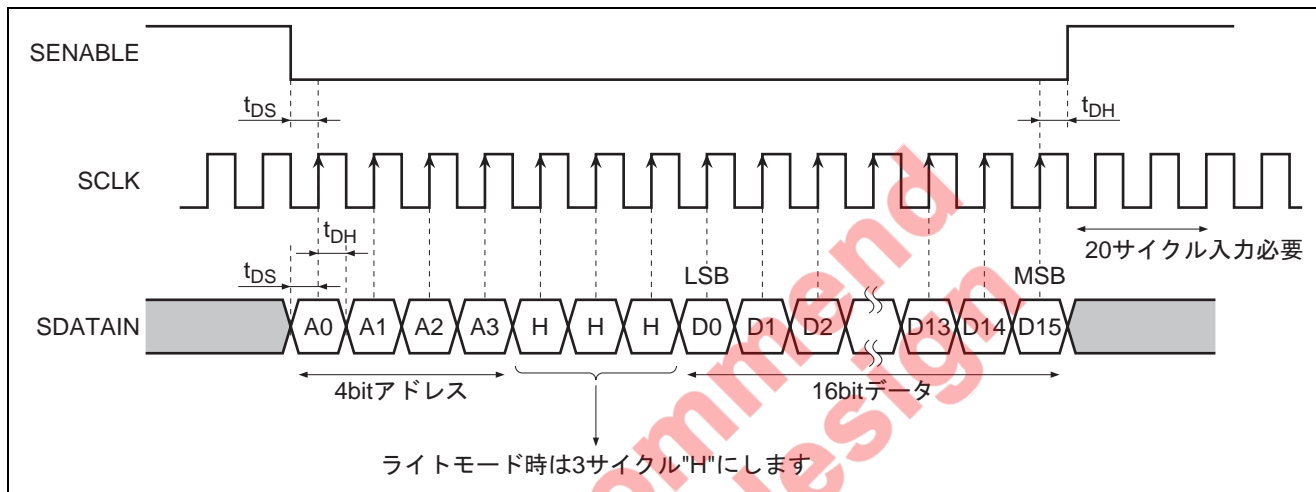 SENABLE
tDS
tDH
SCLK
tDH
20サイクル入力必要
tDS
LSB
MSB
SDATAIN
A0 A1 A2 A3 H H H D0 D1 D2 D13 D14 D15
4bitアドレス
16bitデータ
ライトモード時は3サイクル"H"にします
ommend
design